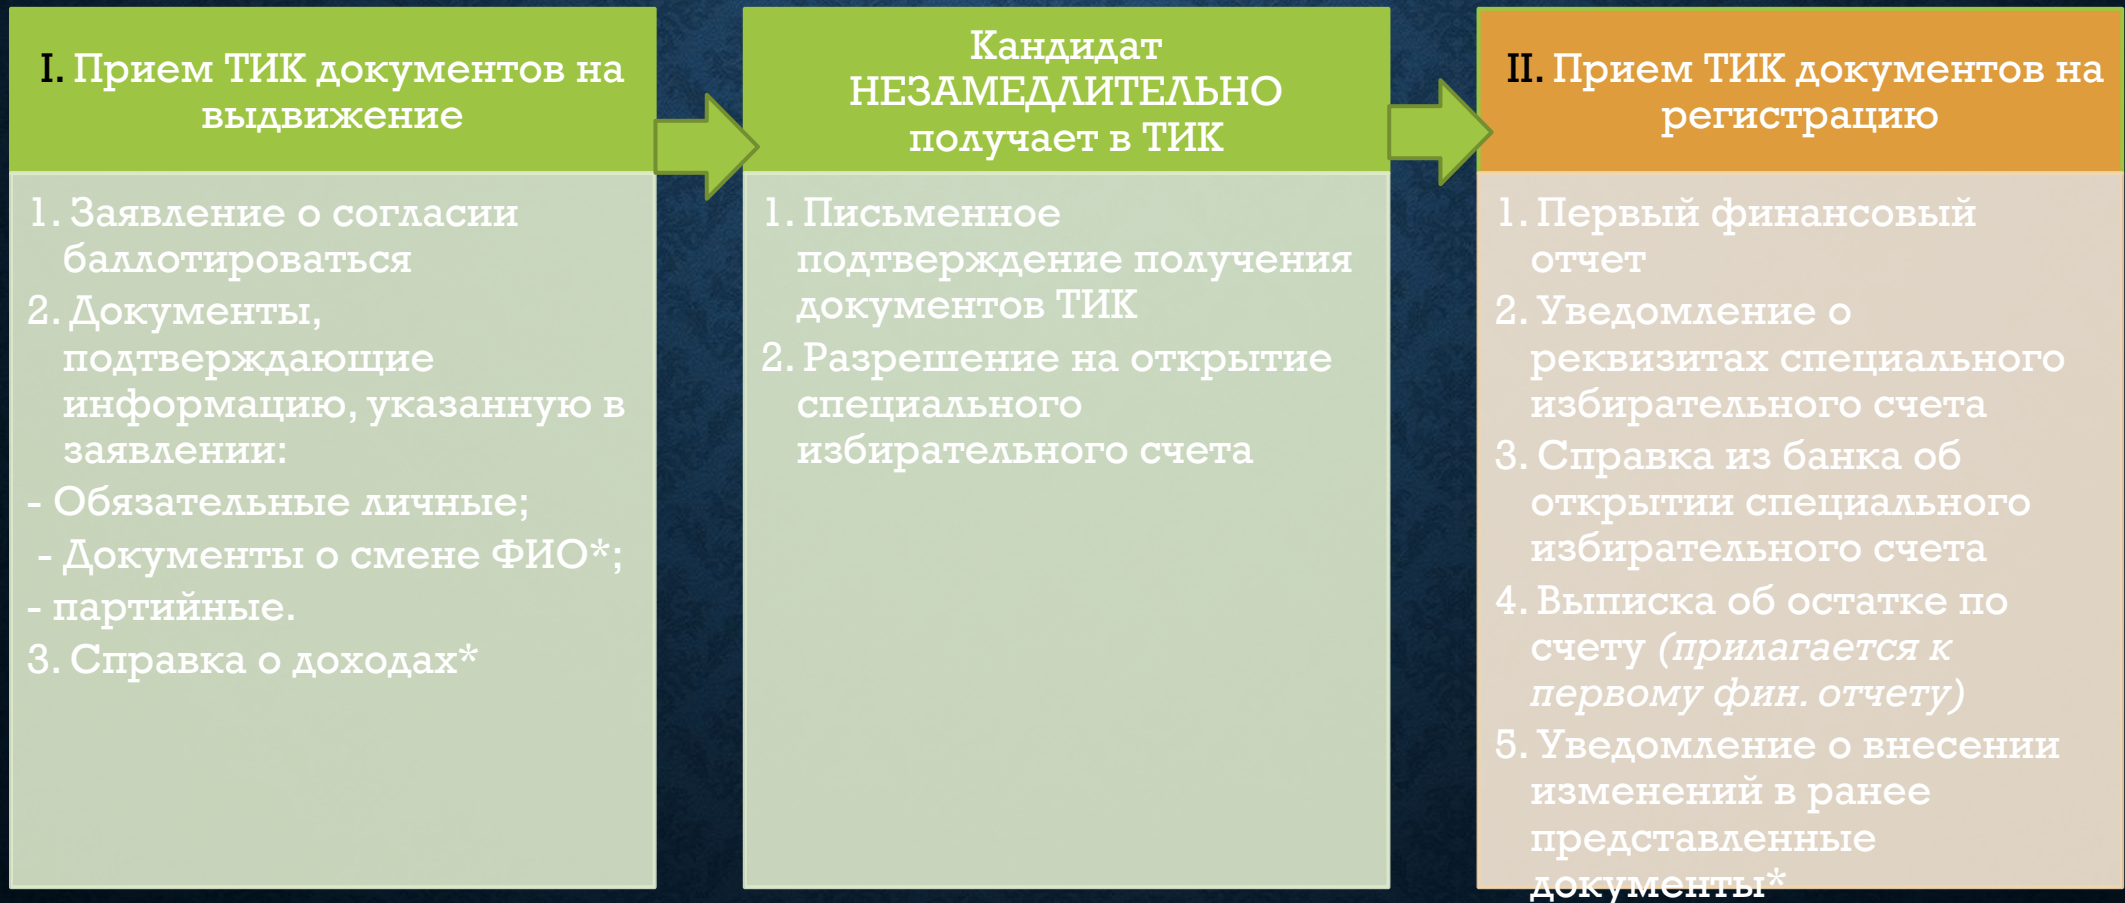 I. Прием ТИК документов на
выдвижение
1. Заявление о согласии
баллотироваться
2. Документы,
подтверждающие
информацию, указанную в
заявлении:
- Обязательные личные;
- Документы о смене ФИО*;
- партийные.
3. Справка о доходах*
Кандидат
НЕЗАМЕДЛИТЕЛЬНО
получает в ТИК
1. Письменное
подтверждение получения
документов ТИК
2. Разрешение на открытие
специального
избирательного счета
II. Прием ТИК документов на
регистрацию
1. Первый финансовый
отчет
2. Уведомление о
реквизитах специального
избирательного счета
3. Справка из банка об
открытии специального
избирательного счета
4. Выписка об остатке по
счету (прилагается к
первому фин. отчету)
5. Уведомление о внесении
изменений в ранее
представленные
документы*